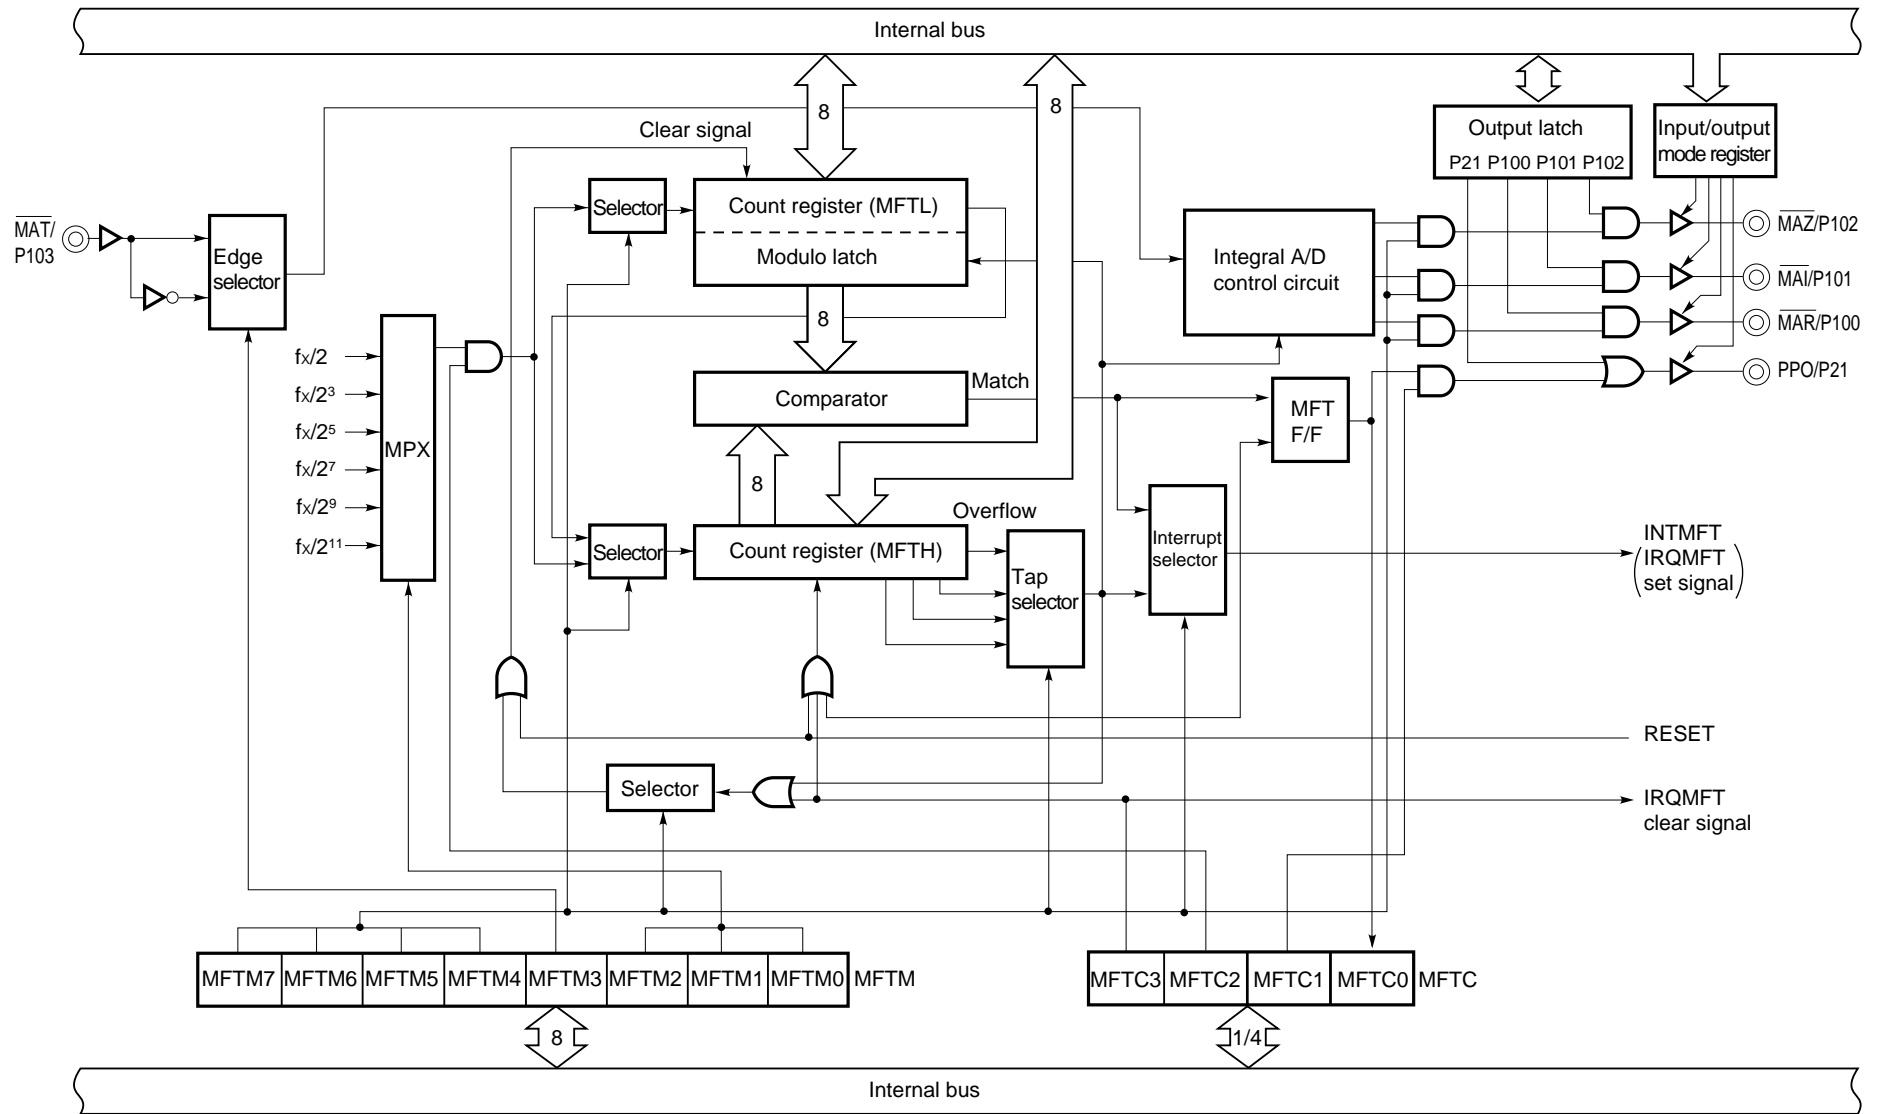 Internal bus
8
8
Clear signal
Output latch
P21 P100 P101 P102
Input/output
mode register
Selector
Count register (MFTL)
Modulo latch
MAT/
P103
Edge
selector
Integral A/D
control circuit
MAZ/P102
MAI/P101
MAR/P100
PPO/P21
8
fX/2
fX/2³
fX/2⁵
fX/2⁷
fX/2⁹
fX/2¹¹
MPX
Comparator
Match
MFT
F/F
8
Overflow
Selector
Count register (MFTH)
Tap
selector
Interrupt
selector
INTMFT
(IRQMFT
set signal)
RESET
Selector
IRQMFT
clear signal
MFTM7 MFTM6 MFTM5 MFTM4 MFTM3 MFTM2 MFTM1 MFTM0 MFTM
MFTC3 MFTC2 MFTC1 MFTC0 MFTC
8
1/4
Internal bus